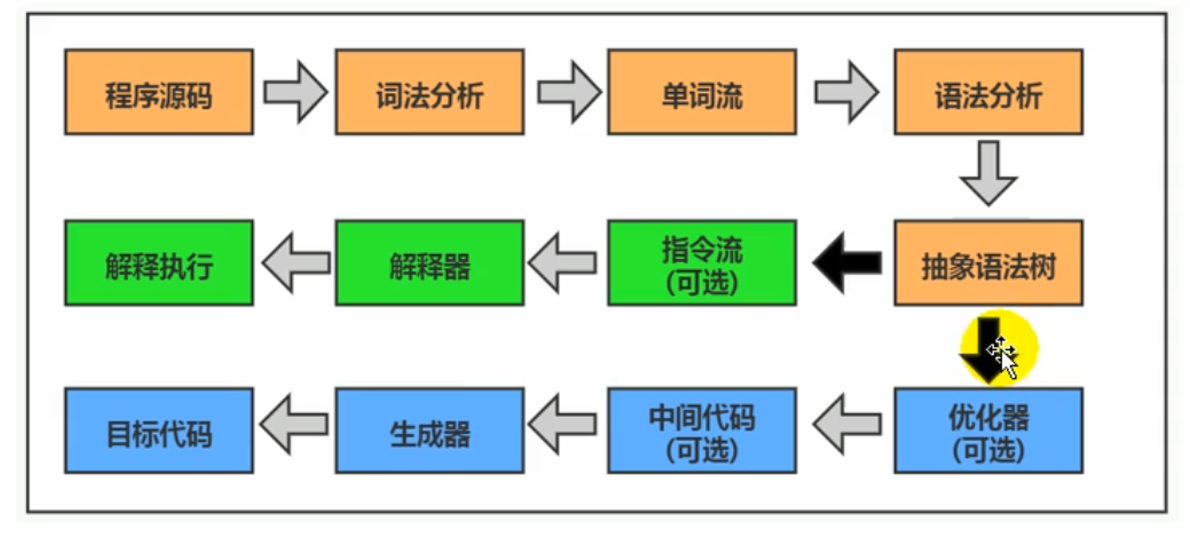 程序源码
词法分析
单词流
语法分析
解释执行
解释器
指令流
(可选)
抽象语法树
目标代码
生成器
中间代码
(可选)
优化器
(可选)